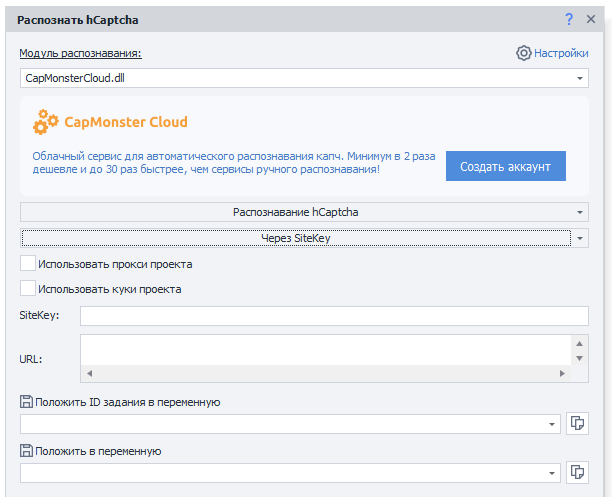 Распознать hCaptcha
?
Модуль распознавания:
Настройки
CapMonsterCloud.dll
CapMonster Cloud
Облачный сервис для автоматического распознавания капч. Минимум в 2 раза
дешевле и до 30 раз быстрее, чем сервисы ручного распознавания!
Создать аккаунт
Распознавание hCaptcha
Через SiteKey
Использовать прокси проекта
Использовать куки проекта
SiteKey:
URL:
Положить ID задания в переменную
Положить в переменную